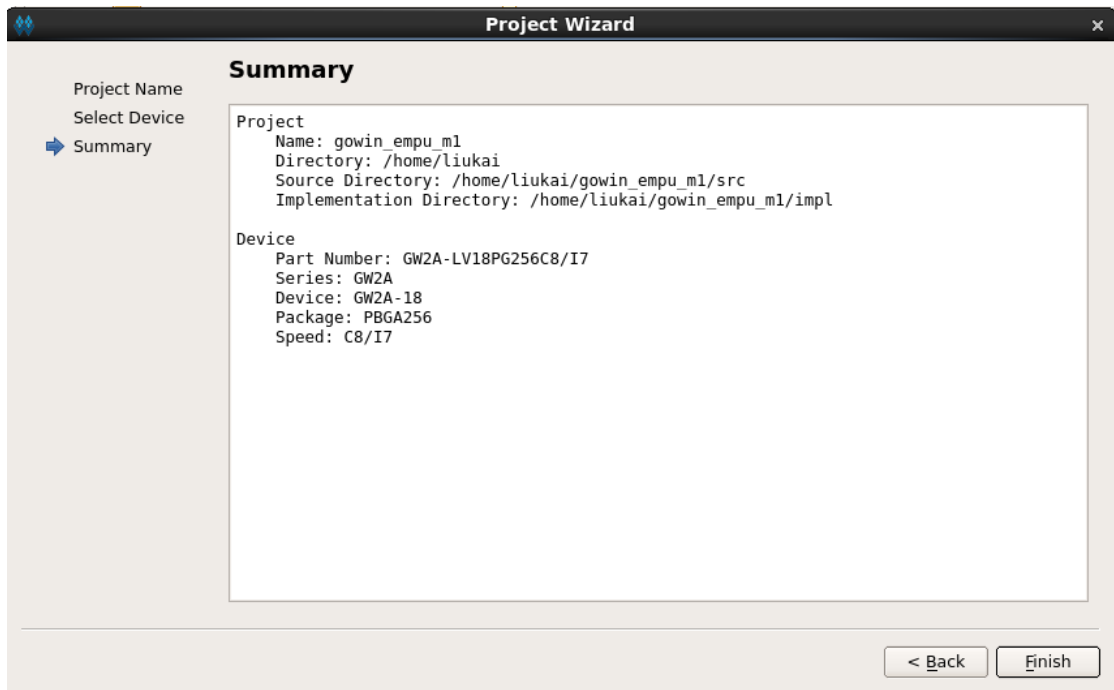 Project Wizard
×
Project Name
Select Device
Summary
Summary
Project
Name: gowin_empu_m1
Directory: /home/liukai
Source Directory: /home/liukai/gowin_empu_m1/src
Implementation Directory: /home/liukai/gowin_empu_m1/impl
Device
Part Number: GW2A-LV18PG256C8/I7
Series: GW2A
Device: GW2A-18
Package: PBGA256
Speed: C8/I7
< Back
Finish